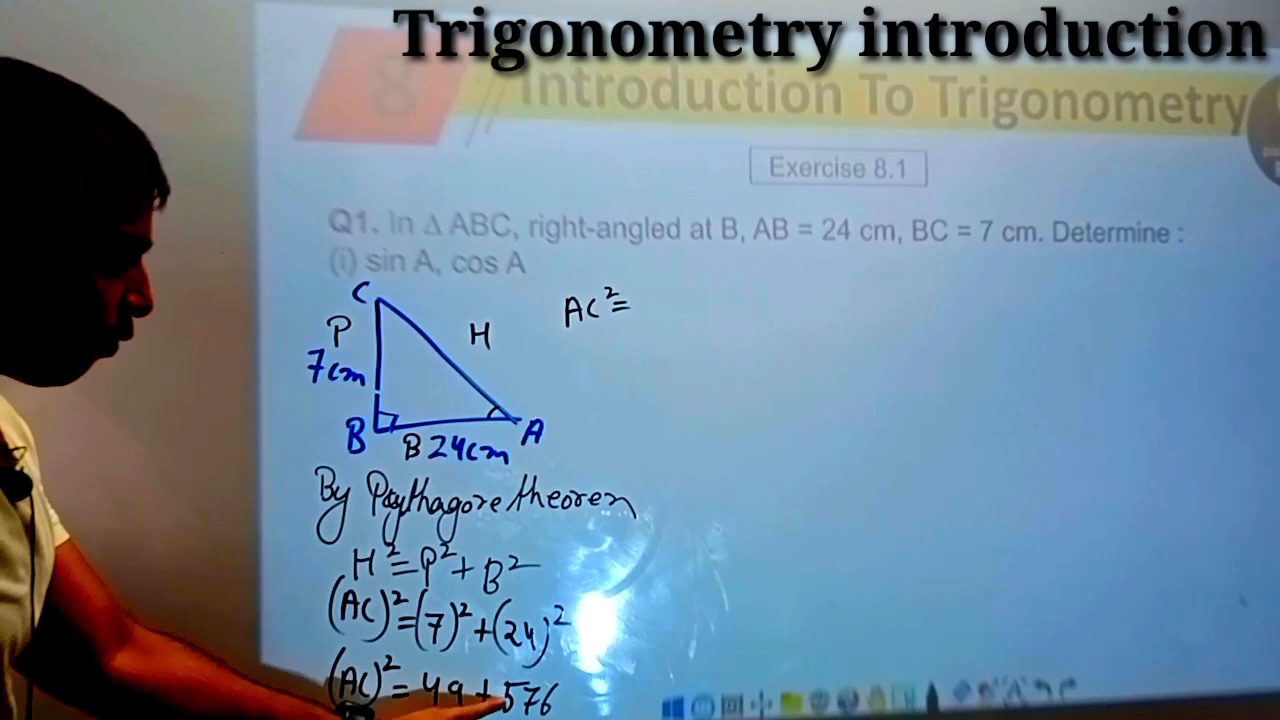 Trigonometry introduction
8 Introduction To Trigonometry
Exercise 8.1
Q1. In Δ ABC, right-angled at B, AB = 24 cm, BC = 7 cm. Determine :
(i) sin A, cos A
C
P
H
AC²=
7cm
B
B 24cm
A
By Paythagore theorem
H²=P²+B²
(AC)²=(7)²+(24)²
(AC)²=49+576